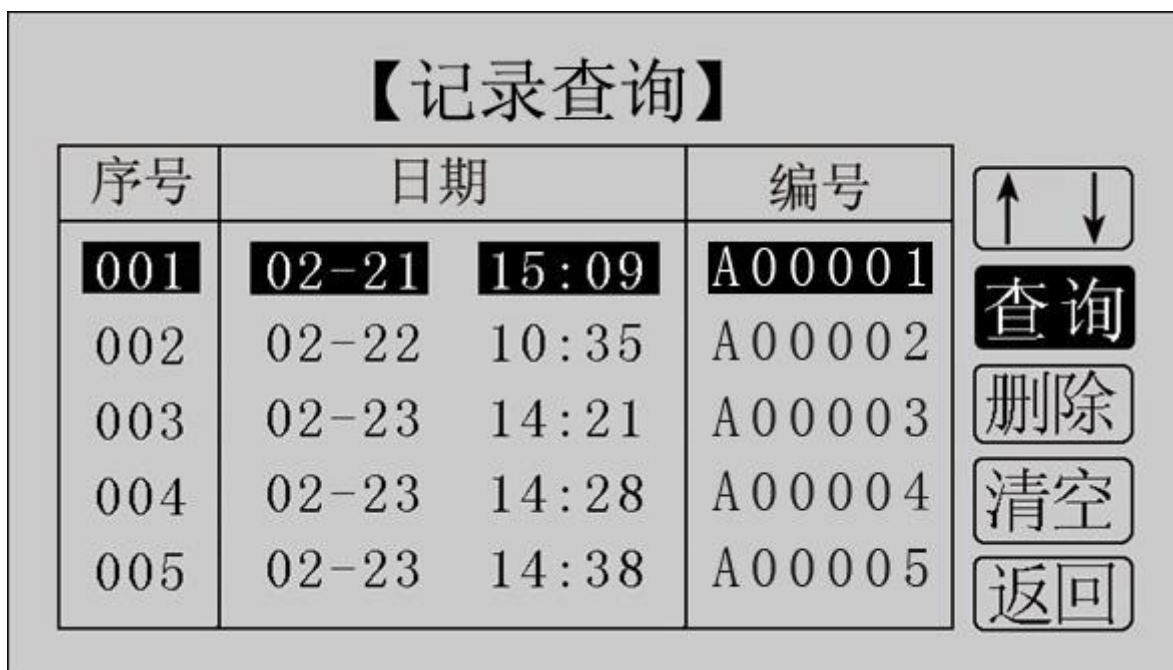 【记录查询】
序号 日期 编号
001 02-21 15:09 A00001
002 02-22 10:35 A00002
003 02-23 14:21 A00003
004 02-23 14:28 A00004
005 02-23 14:38 A00005
↑ ↓
查询
删除
清空
返回